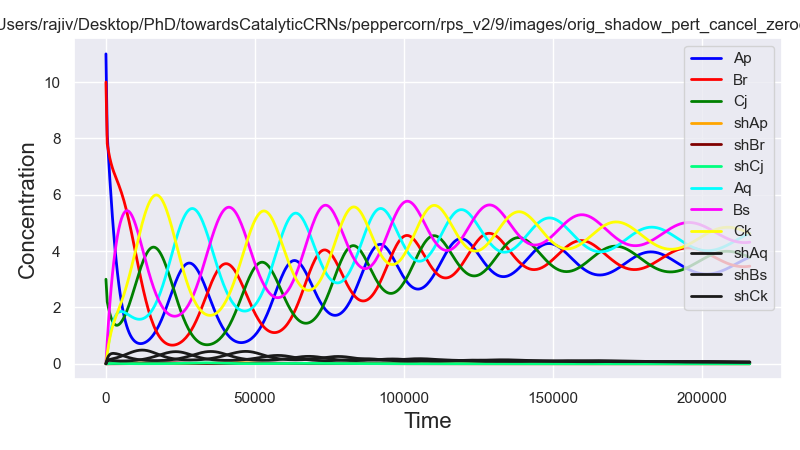 Users/rajiv/Desktop/PhD/towardsCatalyticCRNs/peppercorn/rps_v2/9/images/orig_shadow_pert_cancel_zero
Concentration
10
8
6
4
2
0
0
50000
100000
150000
200000
Time
Ap
Br
Cj
shAp
shBr
shCj
Aq
Bs
Ck
shAq
shBs
shCk